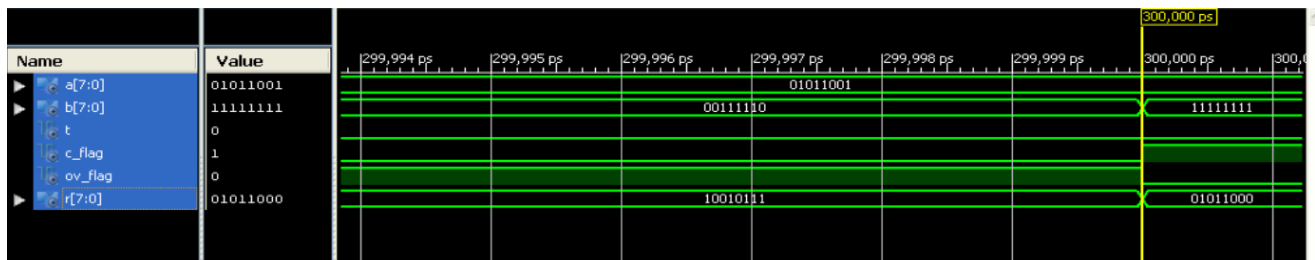 300,000 ps
Name Value 299,994 ps 299,995 ps 299,996 ps 299,997 ps 299,998 ps 299,999 ps 300,000 ps
a[7:0] 01011001 01011001
b[7:0] 11111111 00111110 11111111
t 0
c_flag 1
ov_flag 0
r[7:0] 01011000 10010111 01011000